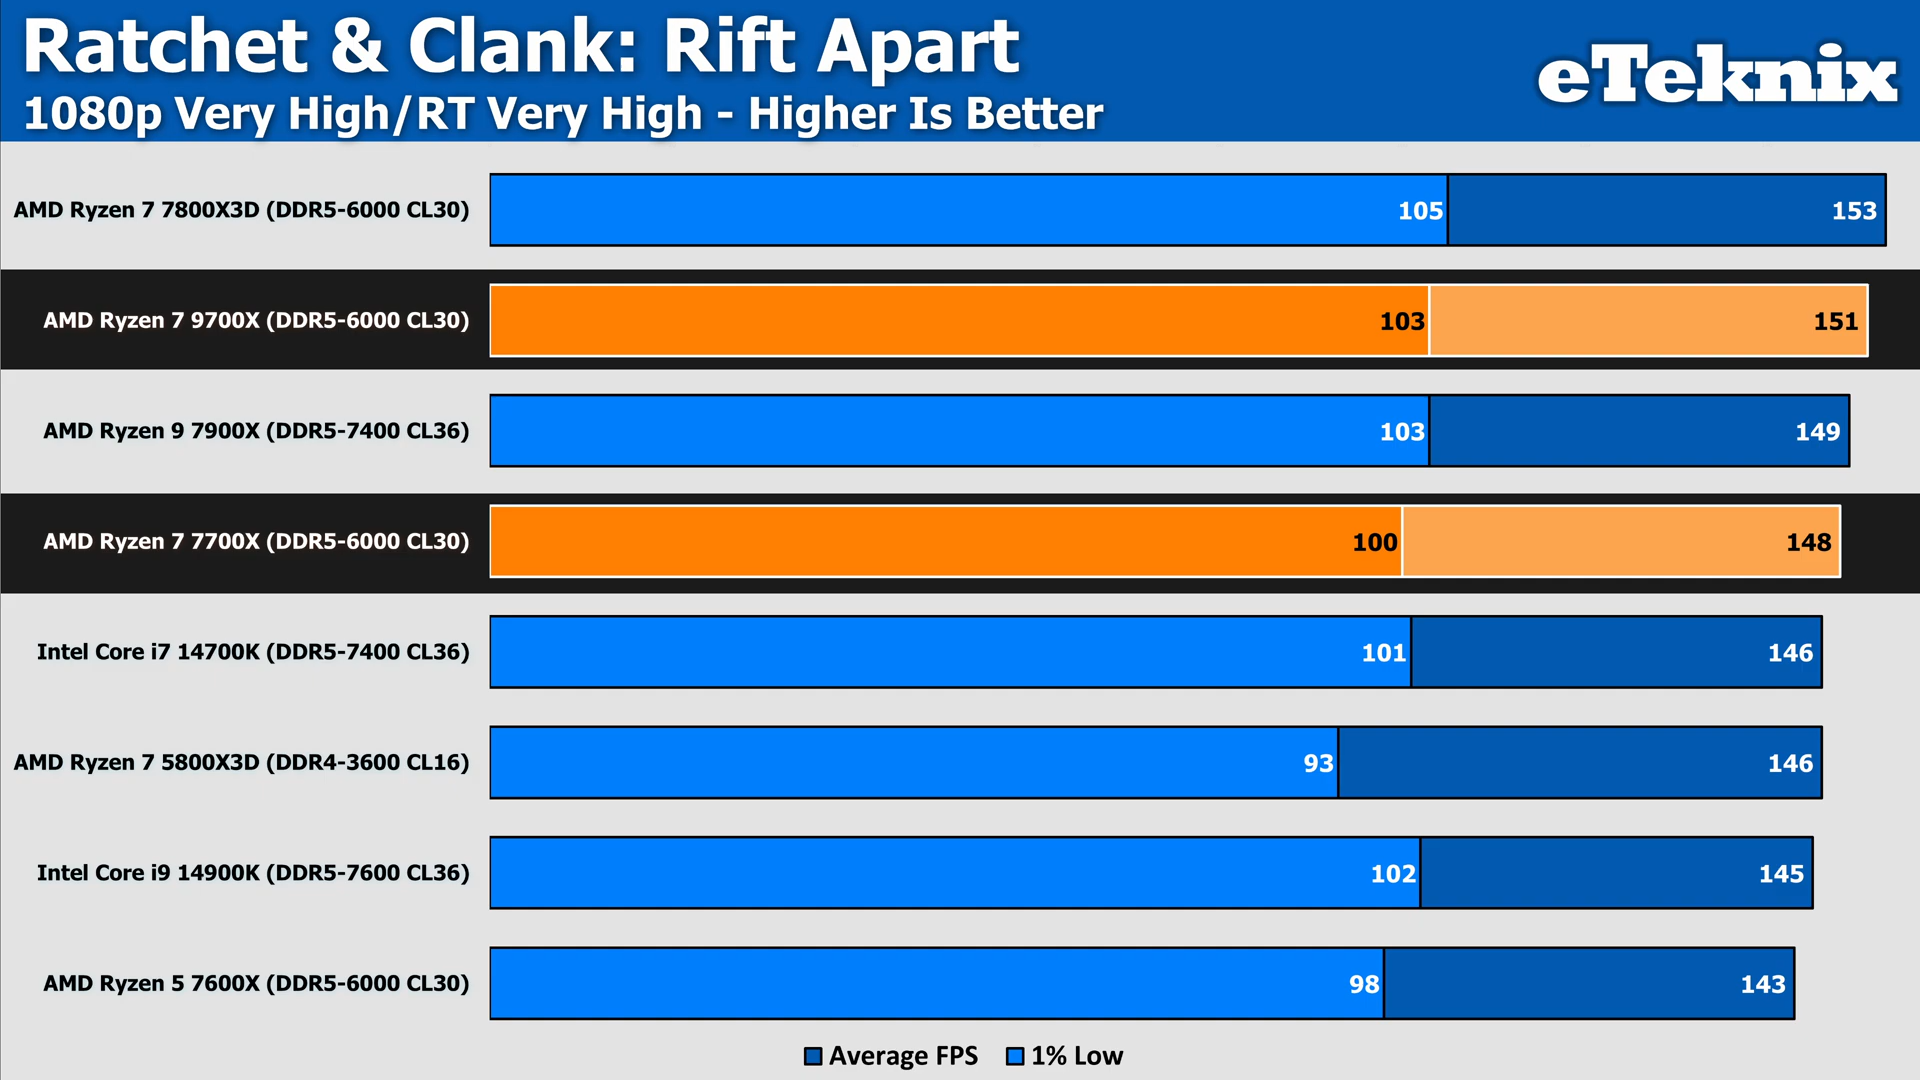 Ratchet & Clank: Rift Apart
1080p Very High/RT Very High - Higher Is Better
eTeknix
AMD Ryzen 7 7800X3D (DDR5-6000 CL30) 105 153
AMD Ryzen 7 9700X (DDR5-6000 CL30) 103 151
AMD Ryzen 9 7900X (DDR5-7400 CL36) 103 149
AMD Ryzen 7 7700X (DDR5-6000 CL30) 100 148
Intel Core i7 14700K (DDR5-7400 CL36) 101 146
AMD Ryzen 7 5800X3D (DDR4-3600 CL16) 93 146
Intel Core i9 14900K (DDR5-7600 CL36) 102 145
AMD Ryzen 5 7600X (DDR5-6000 CL30) 98 143
Average FPS 1% Low